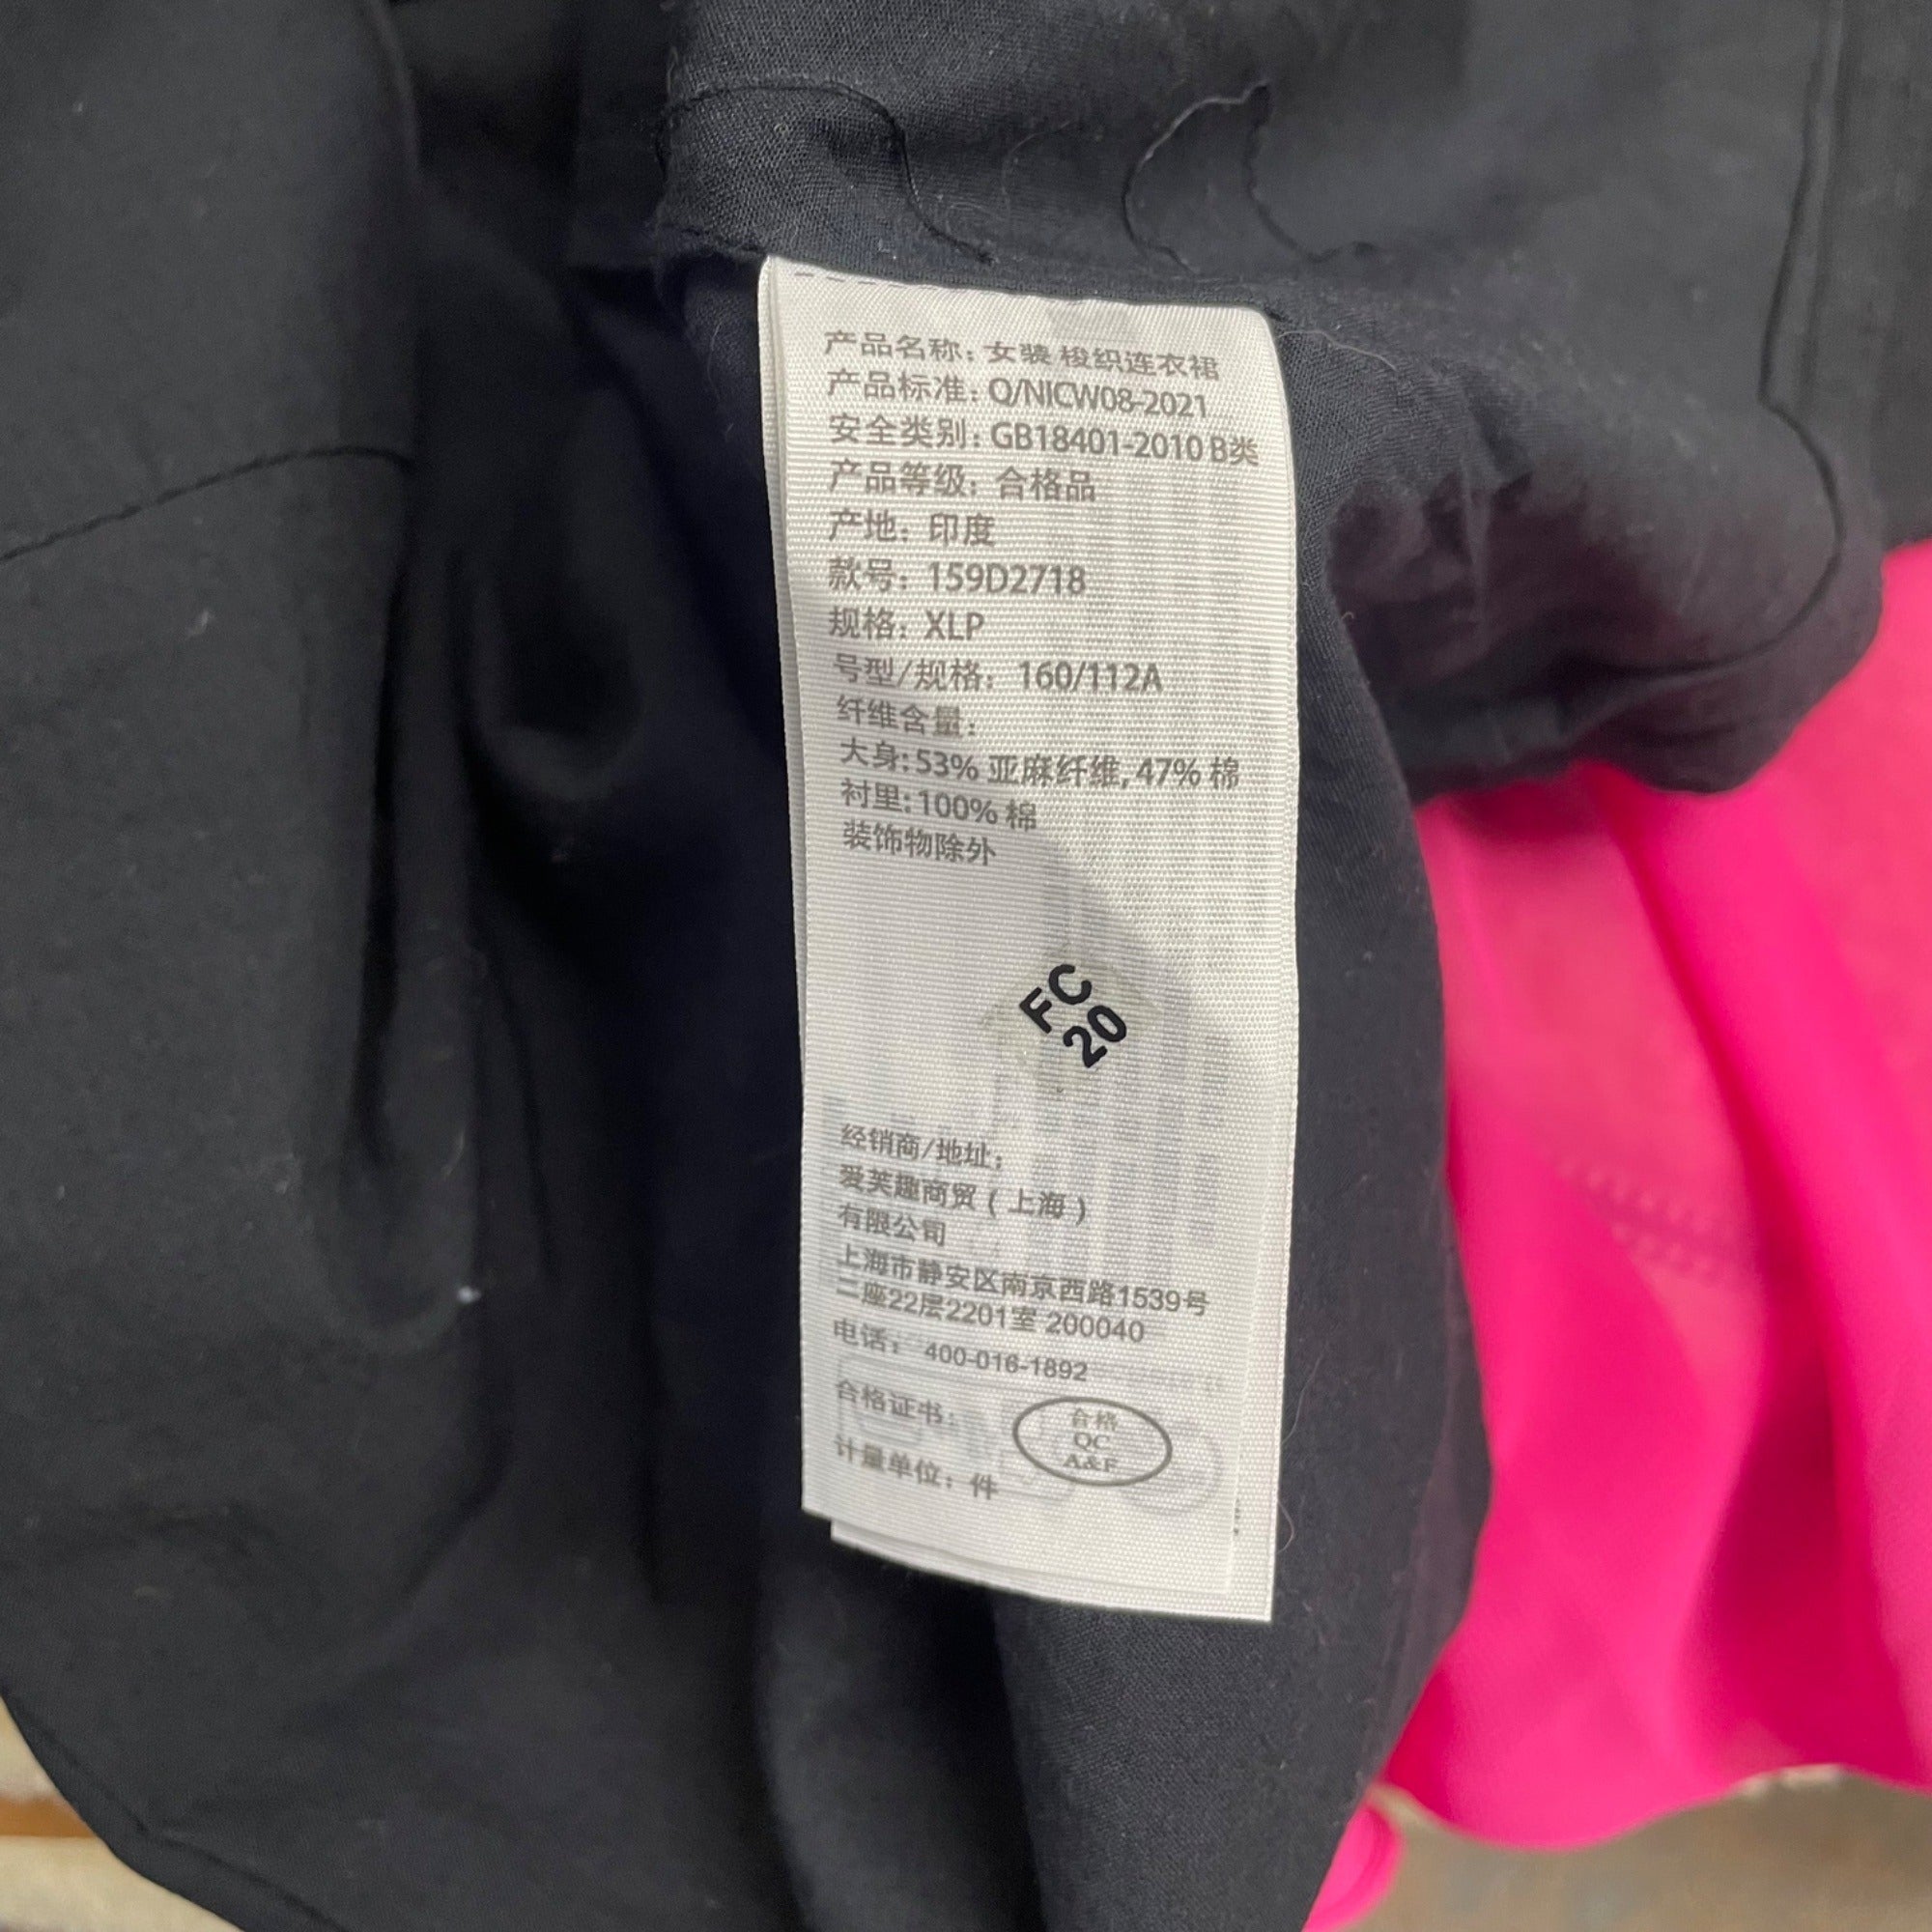 产品名称: 女装 梭织连衣裙
产品标准: Q/NICW08-2021
安全类别: GB18401-2010 B类
产品等级: 合格品
产地: 印度
款号: 159D2718
规格: XLP
号型/规格: 160/112A
纤维含量:
大身: 53% 亚麻纤维, 47% 棉
衬里: 100% 棉
装饰物除外
FC
20
经销商/地址:
爱芙趣商贸 ( 上海 )
有限公司
上海市静安区南京西路1539号
二座22层2201室 200040
电话: 400-016-1892
合格证书:
合格
QC
A&F
计量单位: 件